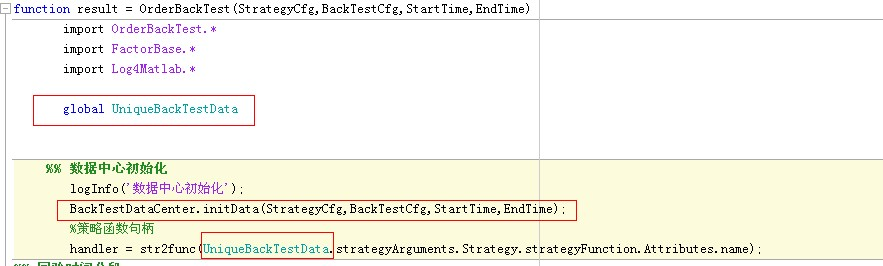 function result = OrderBackTest(StrategyCfg,BackTestCfg,StartTime,EndTime)
import OrderBackTest.*
import FactorBase.*
import Log4Matlab.*
global UniqueBackTestData
%% 数据中心初始化
logInfo('数据中心初始化');
BackTestDataCenter.initData(StrategyCfg,BackTestCfg,StartTime,EndTime);
%策略函数句柄
handler = str2func(UniqueBackTestData.strategyArguments.Strategy.strategyFunction.Attributes.name);